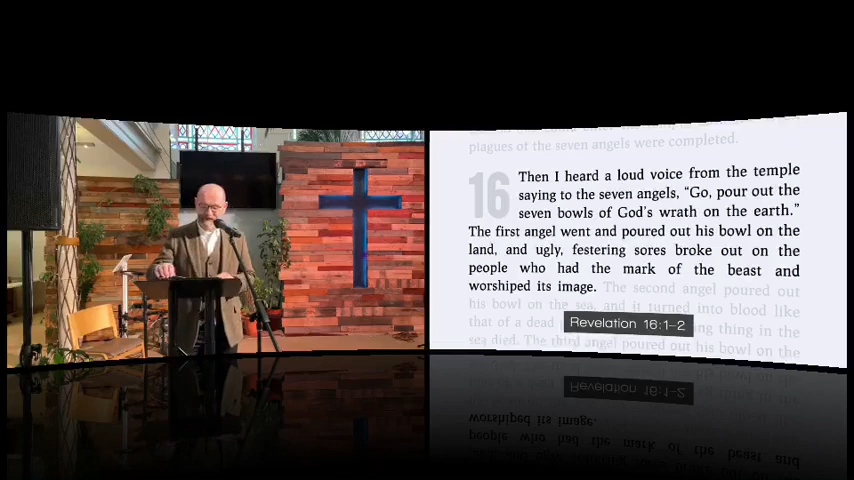 plagues of the seven angels were completed.
16 Then I heard a loud voice from the temple
saying to the seven angels, “Go, pour out the
seven bowls of God’s wrath on the earth.”
The first angel went and poured out his bowl on the
land, and ugly, festering sores broke out on the
people who had the mark of the beast and
worshiped its image. The second angel poured out
his bowl on the sea, and it turned into blood like
that of a dead
ing thing in the
Revelation 16:1-2
sea died. The third angel poured out his bowl on the